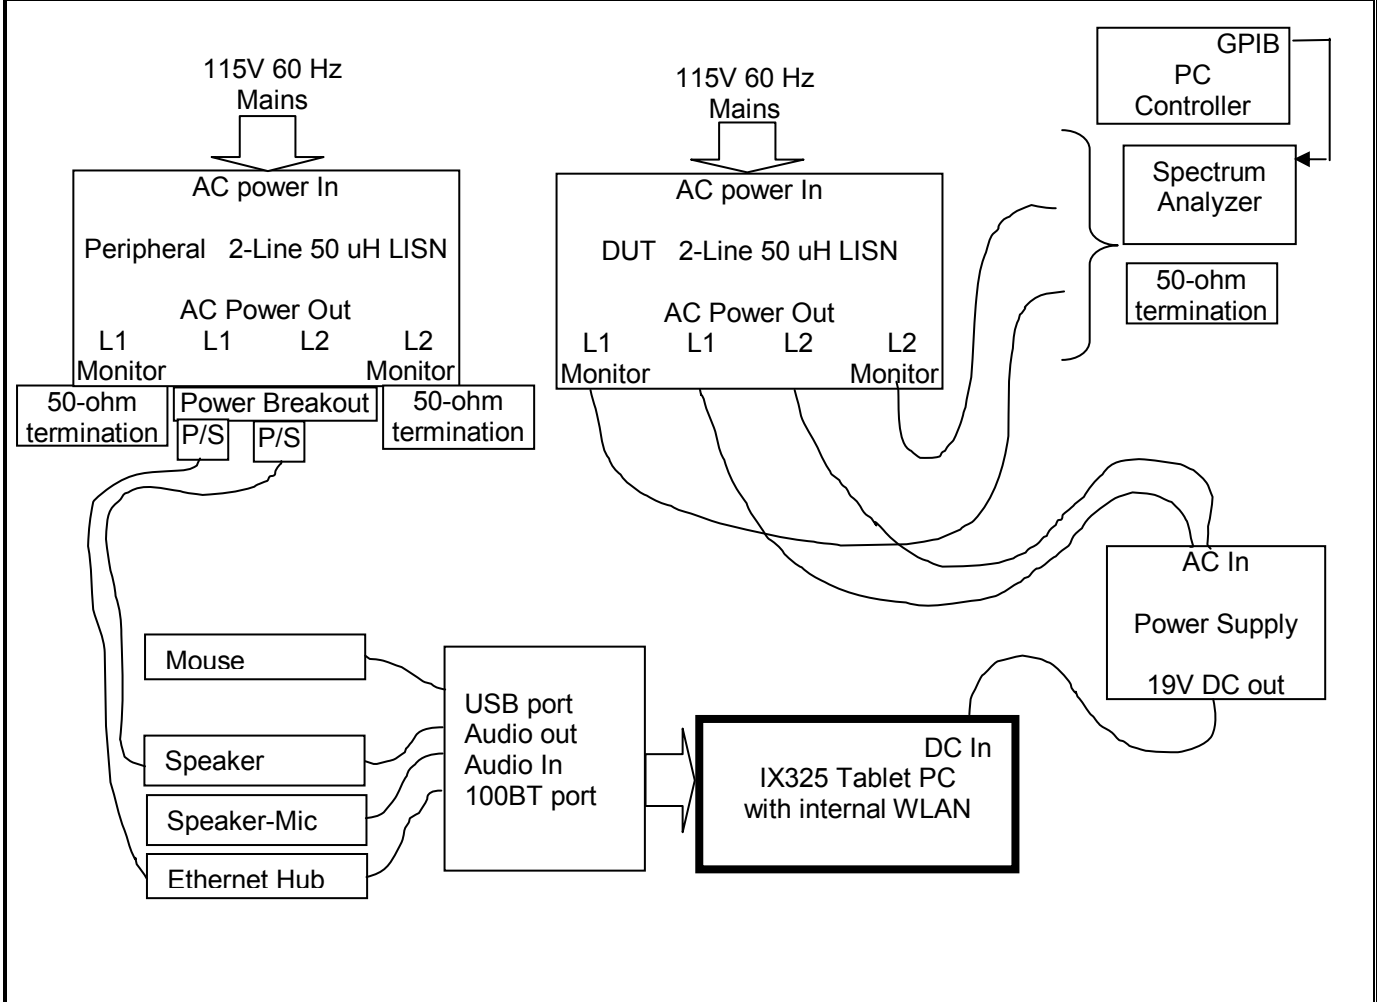 115V 60 Hz
Mains
AC power In
Peripheral 2-Line 50 uH LISN
AC Power Out
L1 L1 L2 L2
Monitor Monitor
50-ohm
termination
Power Breakout
P/S P/S
50-ohm
termination
115V 60 Hz
Mains
AC power In
DUT 2-Line 50 uH LISN
AC Power Out
L1 L1 L2 L2
Monitor Monitor
GPIB
PC
Controller
Spectrum
Analyzer
50-ohm
termination
AC In
Power Supply
19V DC out
Mouse
Speaker
Speaker-Mic
Ethernet Hub
USB port
Audio out
Audio In
100BT port
DC In
IX325 Tablet PC
with internal WLAN